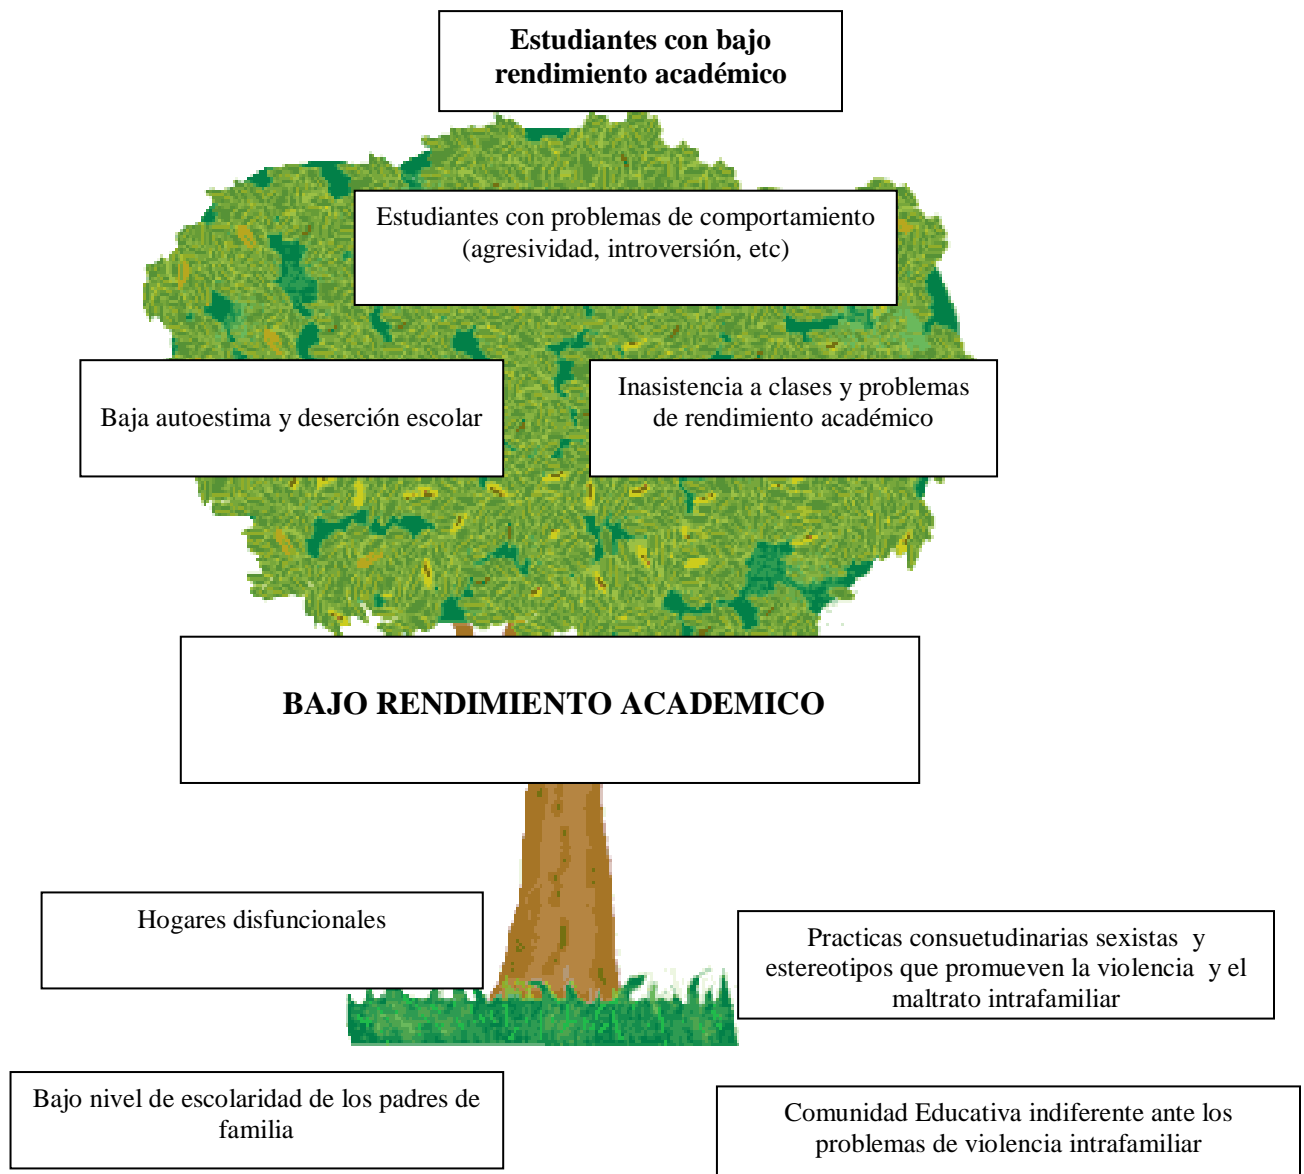 Estudiantes con bajo
rendimiento académico
Estudiantes con problemas de comportamiento
(agresividad, introversión, etc)
Baja autoestima y deserción escolar
Inasistencia a clases y problemas
de rendimiento académico
BAJO RENDIMIENTO ACADEMICO
Hogares disfuncionales
Practicas consuetudinarias sexistas y
estereotipos que promueven la violencia y el
maltrato intrafamiliar
Bajo nivel de escolaridad de los padres de
familia
Comunidad Educativa indiferente ante los
problemas de violencia intrafamiliar